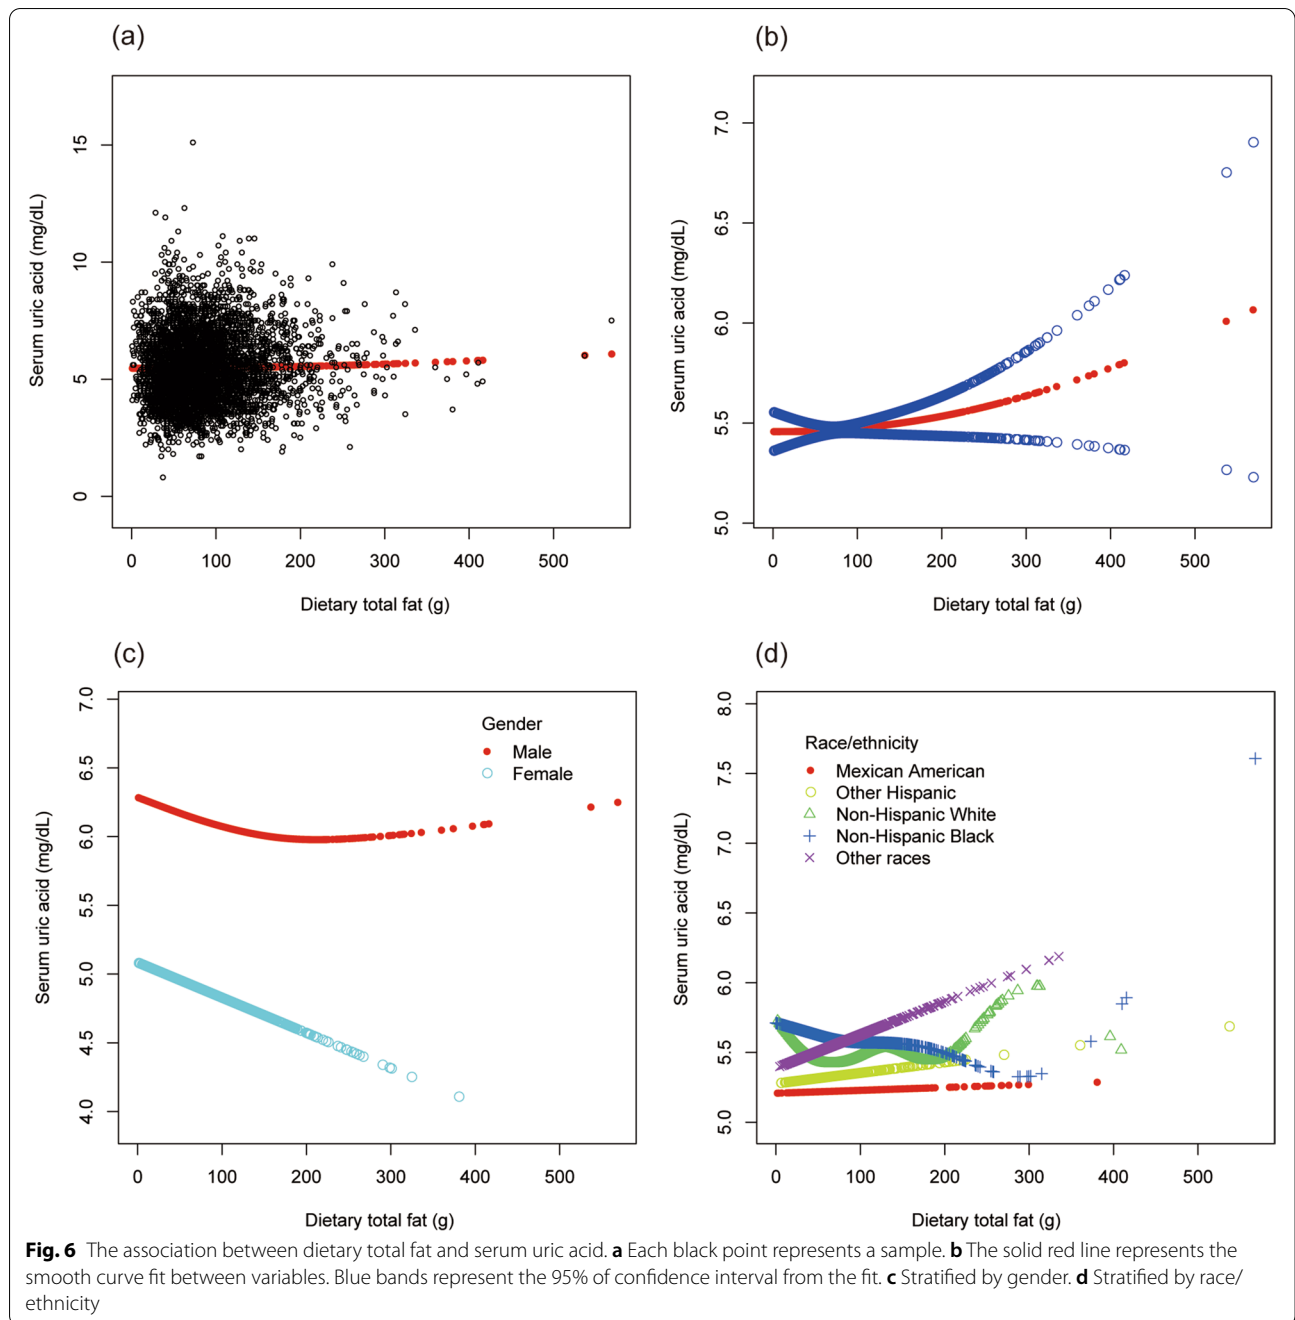 (a)
15
10
5
0
Serum uric acid (mg/dL)
0 100 200 300 400 500
Dietary total fat (g)
(b)
7.0
6.5
6.0
5.5
5.0
Serum uric acid (mg/dL)
0 100 200 300 400 500
Dietary total fat (g)
(c)
7.0
6.5
6.0
5.5
5.0
4.5
4.0
Serum uric acid (mg/dL)
Gender
Male
Female
0 100 200 300 400 500
Dietary total fat (g)
(d)
8.0
7.5
7.0
6.5
6.0
5.5
5.0
Serum uric acid (mg/dL)
Race/ethnicity
Mexican American
Other Hispanic
Non-Hispanic White
Non-Hispanic Black
Other races
0 100 200 300 400 500
Dietary total fat (g)
Fig. 6 The association between dietary total fat and serum uric acid. a Each black point represents a sample. b The solid red line represents the
smooth curve fit between variables. Blue bands represent the 95% of confidence interval from the fit. c Stratified by gender. d Stratified by race/
ethnicity